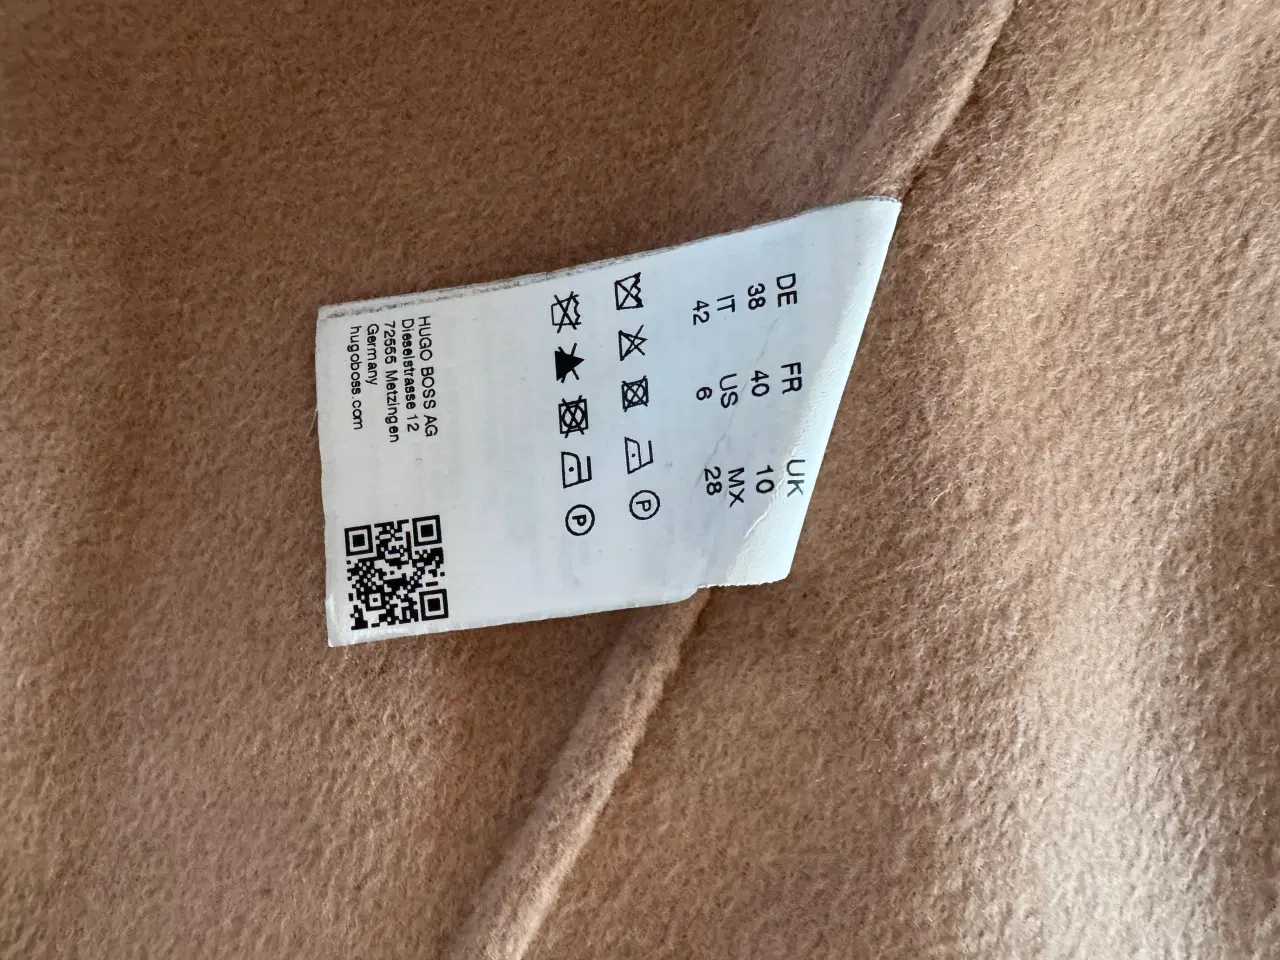 DE FR UK
38 40 10
IT US MX
42 6 28
P
P
HUGO BOSS AG
Dieselstrasse 12
72555 Metzingen
Germany
hugoboss.com